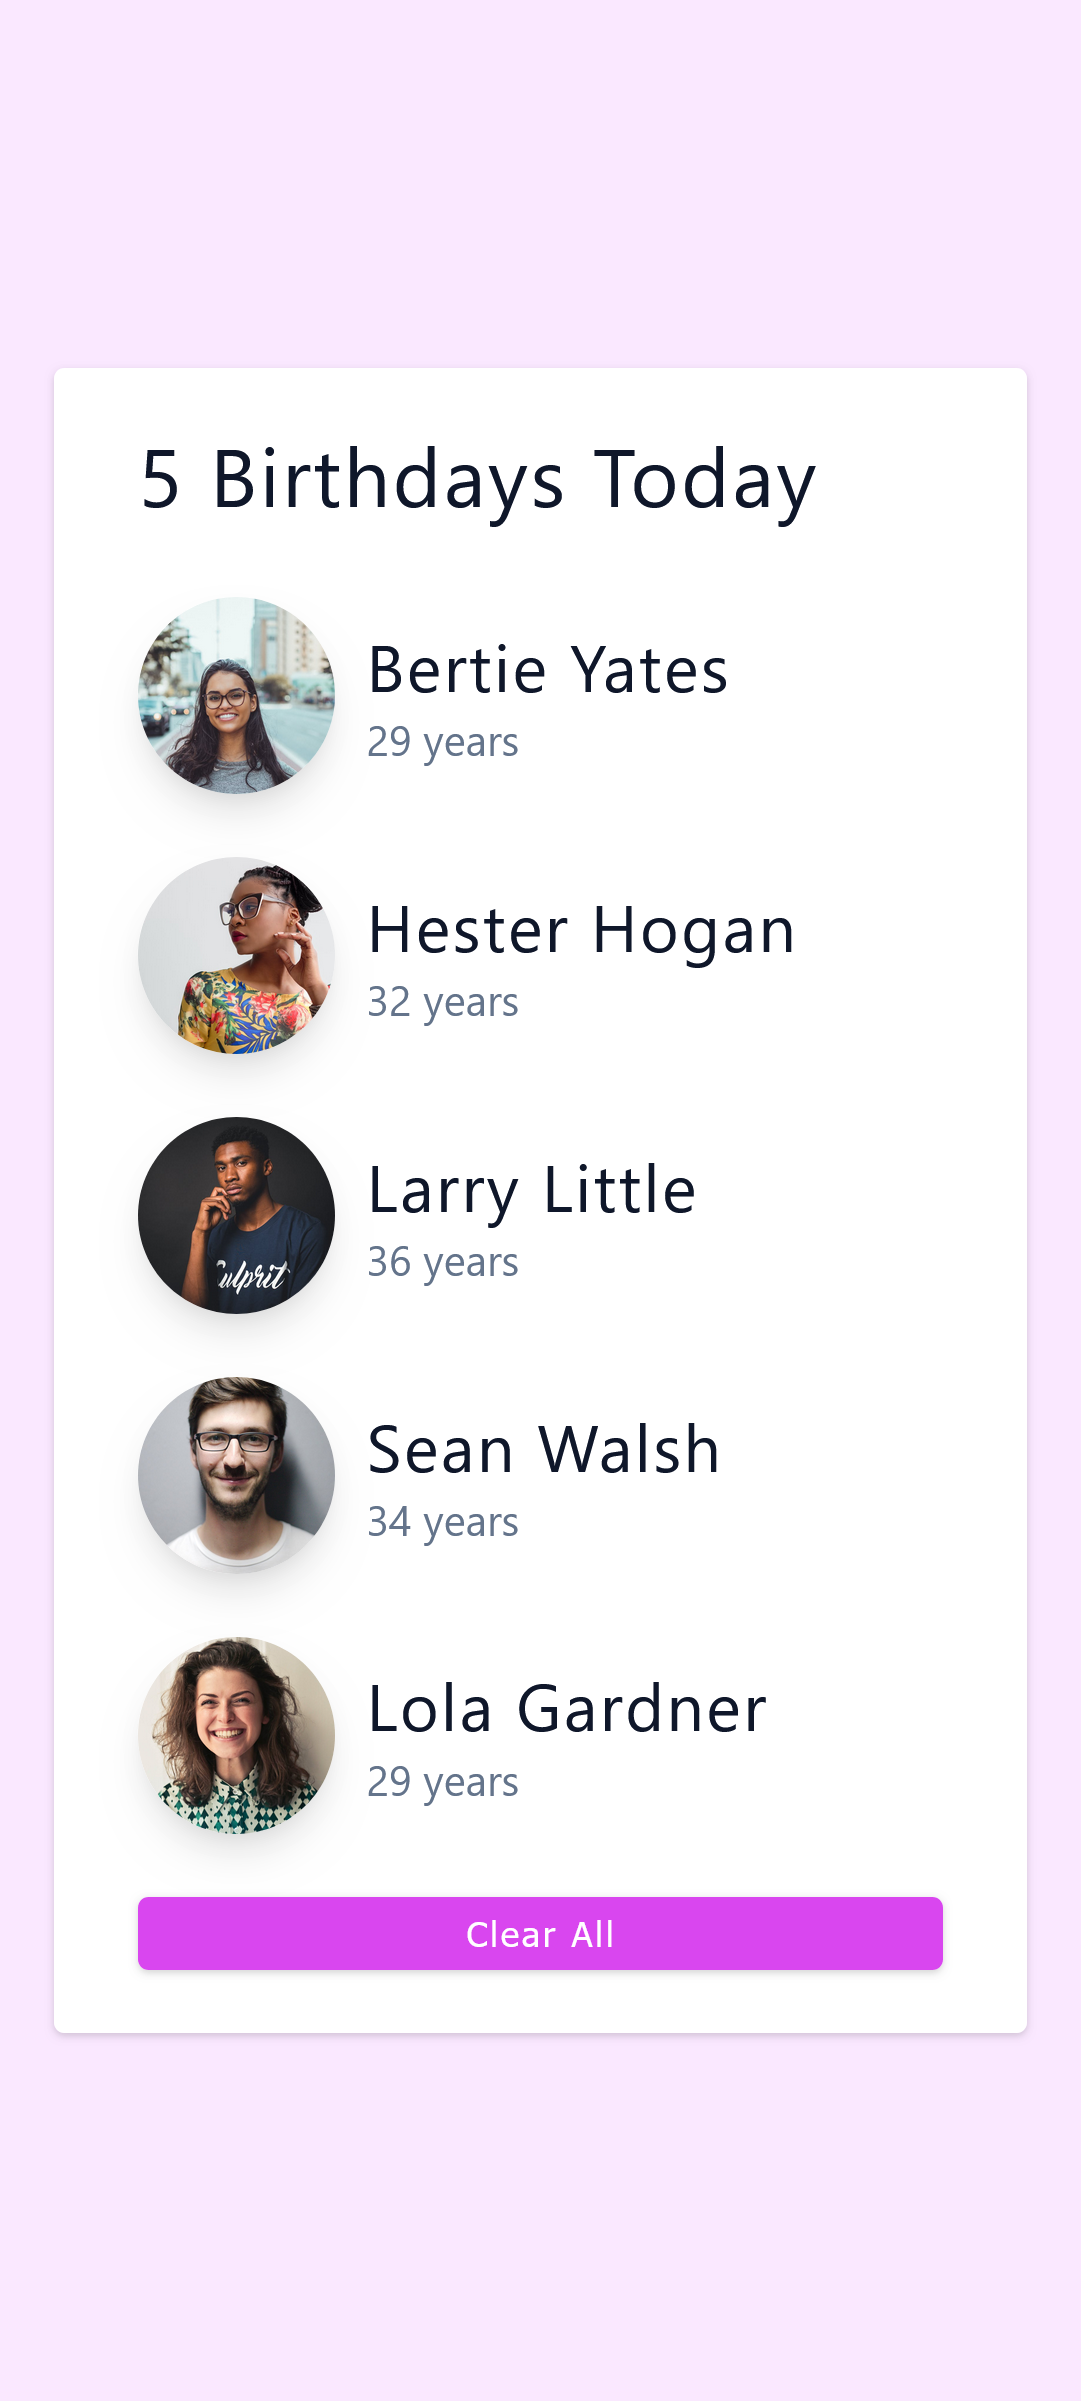 5 Birthdays Today
Bertie Yates
29 years
Hester Hogan
32 years
Larry Little
36 years
Culprit
Sean Walsh
34 years
Lola Gardner
29 years
Clear All